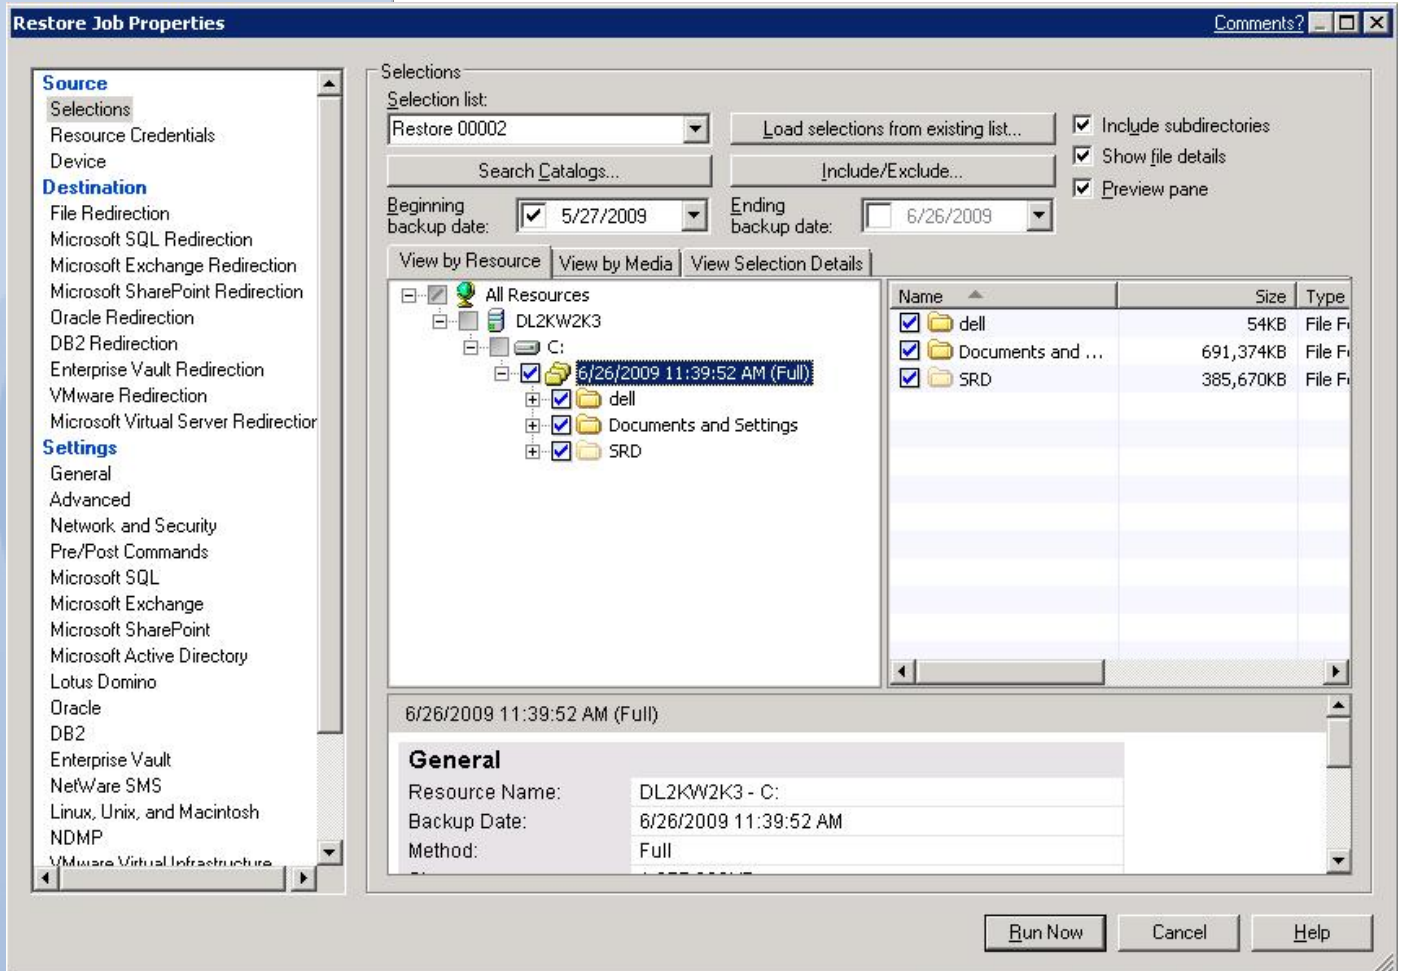 Restore Job Properties
Comments?
Source
Selections
Resource Credentials
Device
Destination
File Redirection
Microsoft SQL Redirection
Microsoft Exchange Redirection
Microsoft SharePoint Redirection
Oracle Redirection
DB2 Redirection
Enterprise Vault Redirection
VMware Redirection
Microsoft Virtual Server Redirection
Settings
General
Advanced
Network and Security
Pre/Post Commands
Microsoft SQL
Microsoft Exchange
Microsoft SharePoint
Microsoft Active Directory
Lotus Domino
Oracle
DB2
Enterprise Vault
NetWare SMS
Linux, Unix, and Macintosh
NDMP
VMware Virtual Infrastructure
Selections
Selection list:
Restore 00002
Load selections from existing list...
Include subdirectories
Search Catalogs...
Include/Exclude...
Show file details
Preview pane
Beginning
backup date:
5/27/2009
Ending
backup date:
6/26/2009
View by Resource
View by Media
View Selection Details
All Resources
DL2KW2K3
C:
6/26/2009 11:39:52 AM (Full)
dell
Documents and Settings
SRD
Name Size Type
dell 54KB File F
Documents and ... 691,374KB File F
SRD 385,670KB File F
6/26/2009 11:39:52 AM (Full)
General
Resource Name: DL2KW2K3 - C:
Backup Date: 6/26/2009 11:39:52 AM
Method: Full
Run Now
Cancel
Help